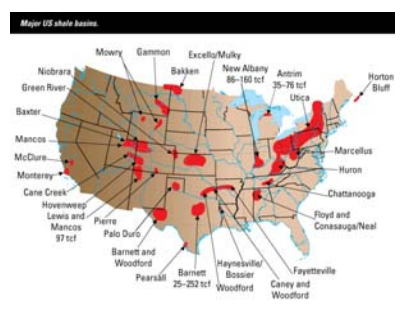 Major US shale basins.
Mowry
Gammon
Excello/Mulky
Niobrara
Bakken
New Albany
86–160 tcf
Antrim
35–76 tcf
Horton
Bluff
Green River
Utica
Baxter
Mancos
Marcellus
McClure
Huron
Monterey
Cane Creek
Chattanooga
Hovenweep
Lewis and
Mancos
97 tcf
Pierre
Floyd and
Conasauga/Neal
Palo Duro
Barnett and
Woodford
Haynesville/
Bossier
Fayetteville
Pearsall
Barnett
25–252 tcf
Woodford
Caney and
Woodford